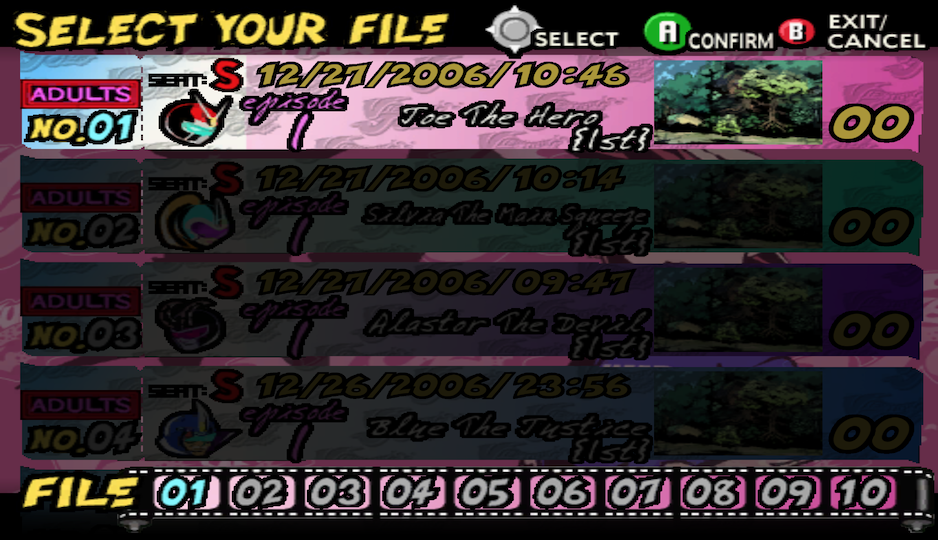 SELECT YOUR FILE SELECT A CONFIRM B EXIT/
CANCEL
ADULTS SEAT: S 12/27/2006/10:46
episode Joe The Hero
NO.01 1 {1st} 00
ADULTS SEAT: S 12/27/2006/10:14
episode Silvia The Main Squeeze
NO.02 1 {1st} 00
ADULTS SEAT: S 12/27/2006/09:47
episode Alastor The Devil
NO.03 1 {1st} 00
ADULTS SEAT: S 12/26/2006/23:56
episode Blue The Justice
NO.04 1 {1st} 00
FILE 01 02 03 04 05 06 07 08 09 10